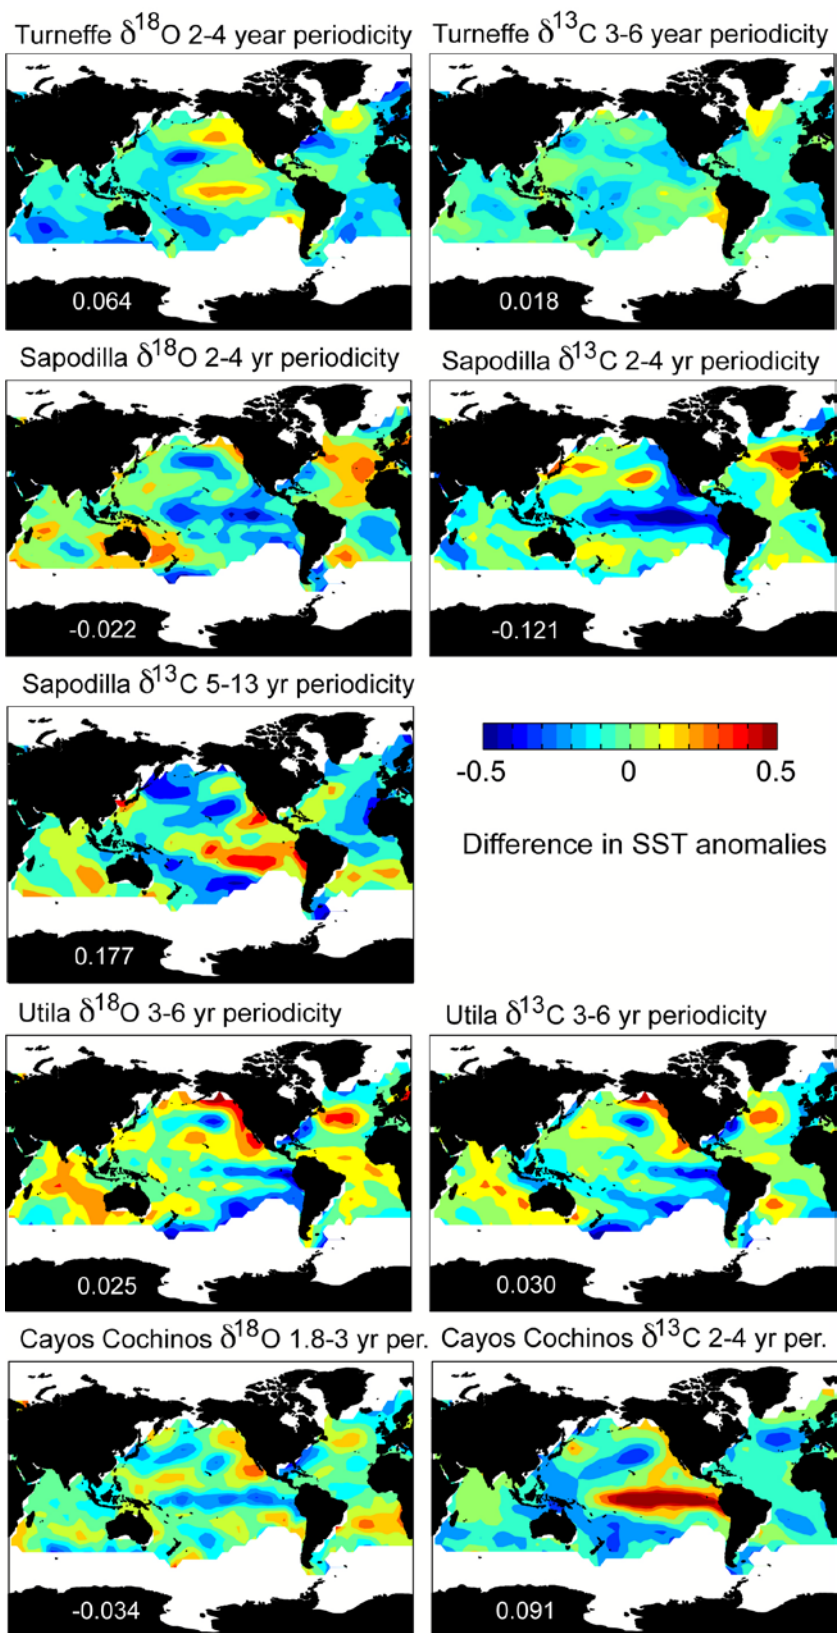 Turneffe δ¹⁸O 2-4 year periodicity
Turneffe δ¹³C 3-6 year periodicity
0.064
0.018
Sapodilla δ¹⁸O 2-4 yr periodicity
Sapodilla δ¹³C 2-4 yr periodicity
-0.022
-0.121
Sapodilla δ¹³C 5-13 yr periodicity
-0.5 0 0.5
Difference in SST anomalies
0.177
Utila δ¹⁸O 3-6 yr periodicity
Utila δ¹³C 3-6 yr periodicity
0.025
0.030
Cayos Cochinos δ¹⁸O 1.8-3 yr per.
Cayos Cochinos δ¹³C 2-4 yr per.
-0.034
0.091